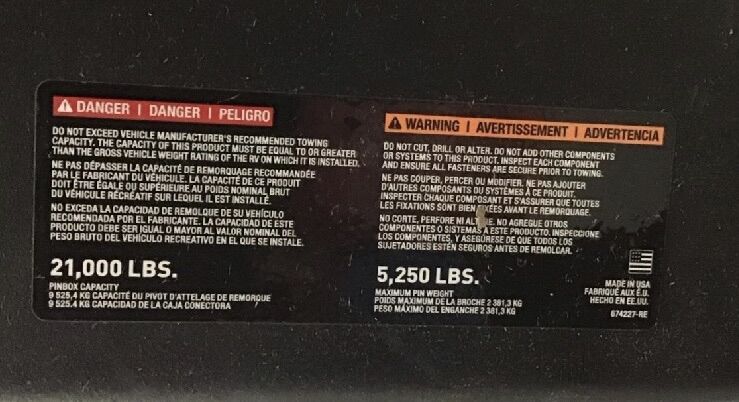 DANGER | DANGER | PELIGRO
DO NOT EXCEED VEHICLE MANUFACTURER'S RECOMMENDED TOWING
CAPACITY. THE CAPACITY OF THIS PRODUCT MUST BE EQUAL TO OR GREATER
THAN THE GROSS VEHICLE WEIGHT RATING OF THE RV ON WHICH IT IS INSTALLED.
NE PAS DÉPASSER LA CAPACITÉ DE REMORQUAGE RECOMMANDÉE
PAR LE FABRICANT DU VÉHICULE. LA CAPACITÉ DE CE PRODUIT
DOIT ÊTRE ÉGALE OU SUPÉRIEURE AU POIDS NOMINAL BRUT
DU VÉHICULE RÉCRÉATIF SUR LEQUEL IL EST INSTALLÉ.
NO EXCEDA LA CAPACIDAD DE REMOLQUE DE SU VEHÍCULO
RECOMENDADA POR EL FABRICANTE. LA CAPACIDAD DE ESTE
PRODUCTO DEBE SER IGUAL O MAYOR AL VALOR NOMINAL DEL
PESO BRUTO DEL VEHÍCULO RECREATIVO EN EL QUE SE INSTALE.
21,000 LBS.
PINBOX CAPACITY
9 525,4 KG CAPACITÉ DU PIVOT D'ATTELAGE DE REMORQUE
9 525.4 KG CAPACIDAD DE LA CAJA CONECTORA
WARNING | AVERTISSEMENT | ADVERTENCIA
DO NOT CUT, DRILL OR ALTER. DO NOT ADD OTHER COMPONENTS
OR SYSTEMS TO THIS PRODUCT. INSPECT EACH COMPONENT
AND ENSURE ALL FASTENERS ARE SECURE PRIOR TO TOWING.
NE PAS COUPER, PERCER OU MODIFIER. NE PAS AJOUTER
D'AUTRES COMPOSANTS OU SYSTÈMES À CE PRODUIT.
INSPECTER CHAQUE COMPOSANT ET S'ASSURER QUE TOUTES
LES FIXATIONS SONT BIEN FIXÉES AVANT LE REMORQUAGE.
NO CORTE, PERFORE NI ALTERE. NO AGREGUE OTROS
COMPONENTES O SISTEMAS A ESTE PRODUCTO. INSPECCIONE
LOS COMPONENTES, Y ASEGÚRESE DE QUE TODOS LOS
SUJETADORES ESTÉN SEGUROS ANTES DE REMOLCAR.
5,250 LBS.
MAXIMUM PIN WEIGHT
POIDS MAXIMUM DE LA BROCHE 2 381,3 KG
PESO MÁXIMO DEL ENGANCHE 2 381,3 KG
MADE IN USA
FABRIQUÉ AUX É.U.
HECHO EN EE.UU.
674227-RE